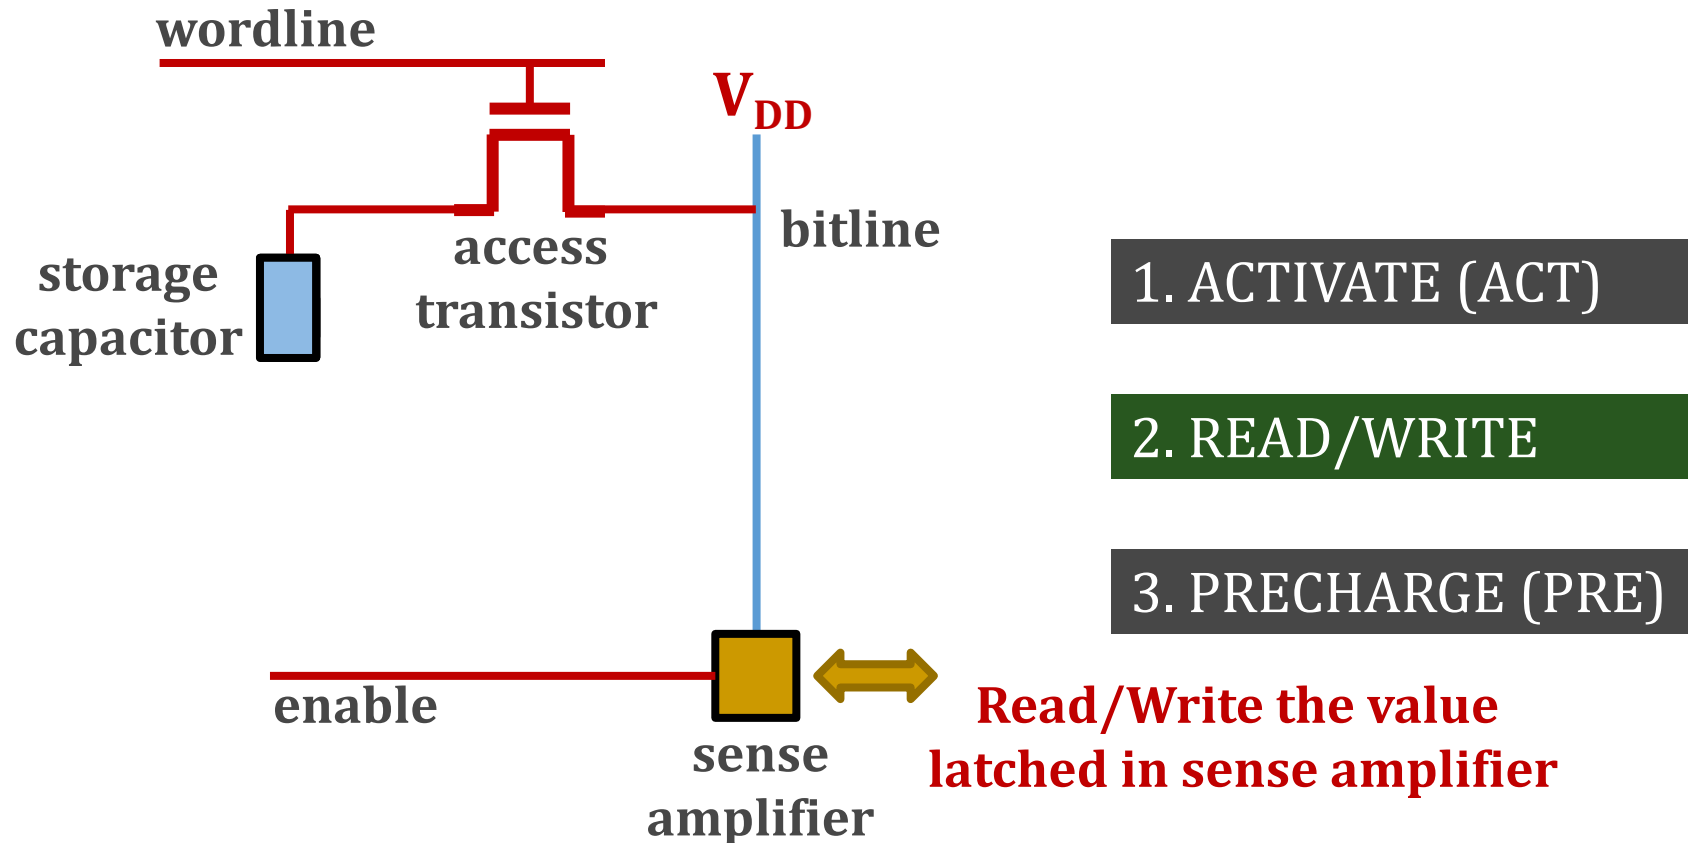 wordline
V_DD
bitline
access
transistor
storage
capacitor
1. ACTIVATE (ACT)
2. READ/WRITE
3. PRECHARGE (PRE)
enable
sense
amplifier
Read/Write the value
latched in sense amplifier